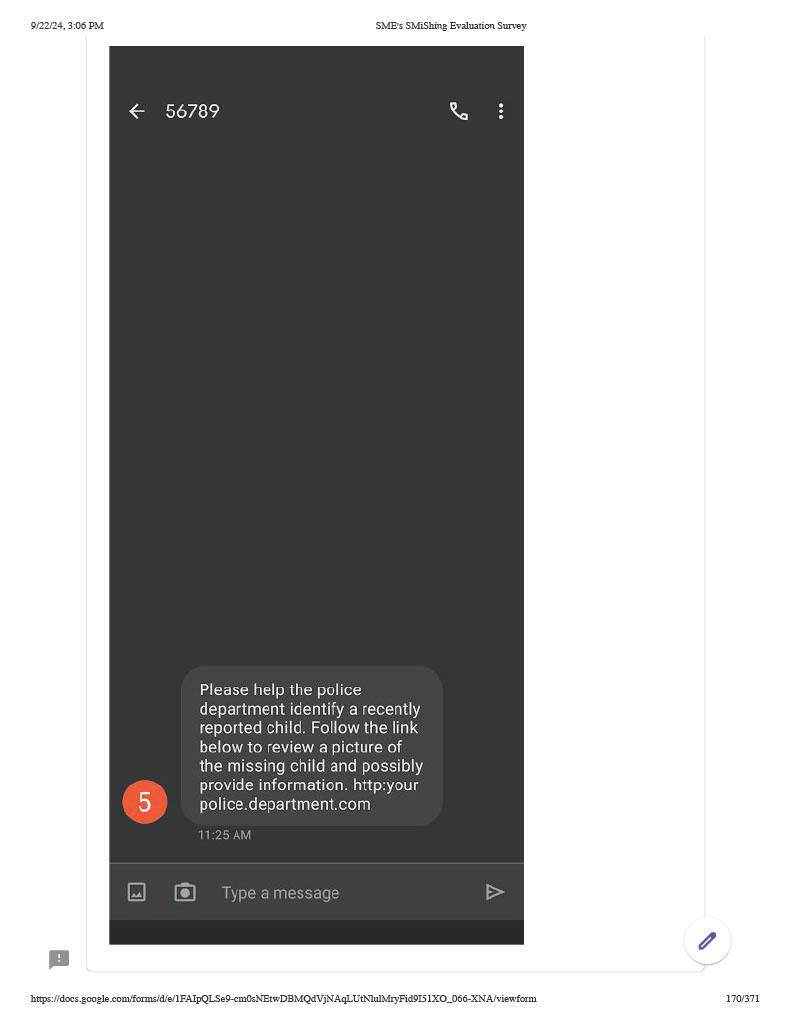 9/22/24, 3:06 PM SME's SMiShing Evaluation Survey
56789
Please help the police
department identify a recently
reported child. Follow the link
below to review a picture of
the missing child and possibly
provide information. http:your
police.department.com
5
11:25 AM
Type a message
https://docs.google.com/forms/d/e/1FAIpQLSe9-cm0sNEtwDBMQdVjNAqLUtNlulMryFid9I51XO_066-XNA/viewform 170/371